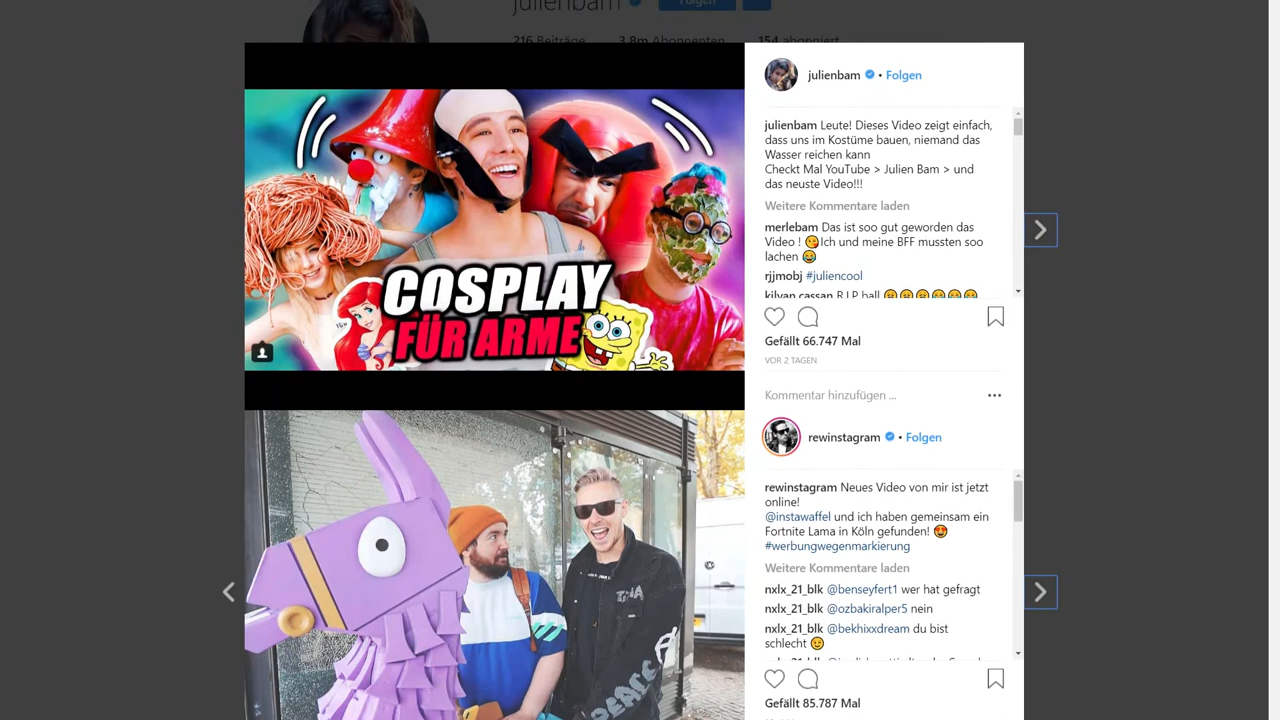 julienbam
Folgen
216 Beiträge
3.8m Abonnenten
154 abonniert
COSPLAY
FÜR ARME
julienbam • Folgen
julienbam Leute! Dieses Video zeigt einfach,
dass uns im Kostüme bauen, niemand das
Wasser reichen kann
Checkt Mal YouTube > Julien Bam > und
das neuste Video!!!
Weitere Kommentare laden
merlebam Das ist soo gut geworden das
Video ! 😘Ich und meine BFF mussten soo
lachen 😂
rjjmobj #juliencool
kilyan_cassan R.I.P ball 😖😖😖😂😂😂
Gefällt 66.747 Mal
VOR 2 TAGEN
Kommentar hinzufügen ...
rewinstagram • Folgen
rewinstagram Neues Video von mir ist jetzt
online!
@instawaffel und ich haben gemeinsam ein
Fortnite Lama in Köln gefunden! 😍
#werbungwegenmarkierung
Weitere Kommentare laden
nxlx_21_blk @benseyfert1 wer hat gefragt
nxlx_21_blk @ozbakiralper5 nein
nxlx_21_blk @bekhixxdream du bist
schlecht 😉
Gefällt 85.787 Mal
PEACE